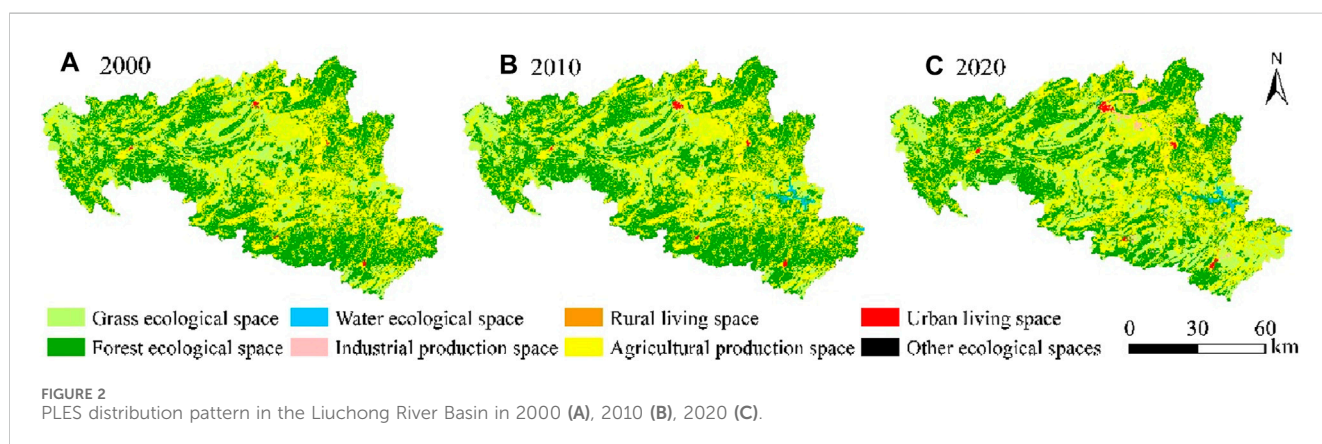 A 2000
B 2010
C 2020
N
Grass ecological space
Water ecological space
Rural living space
Urban living space
Forest ecological space
Industrial production space
Agricultural production space
Other ecological spaces
0 30 60
km
FIGURE 2
PLES distribution pattern in the Liuchong River Basin in 2000 (A), 2010 (B), 2020 (C).